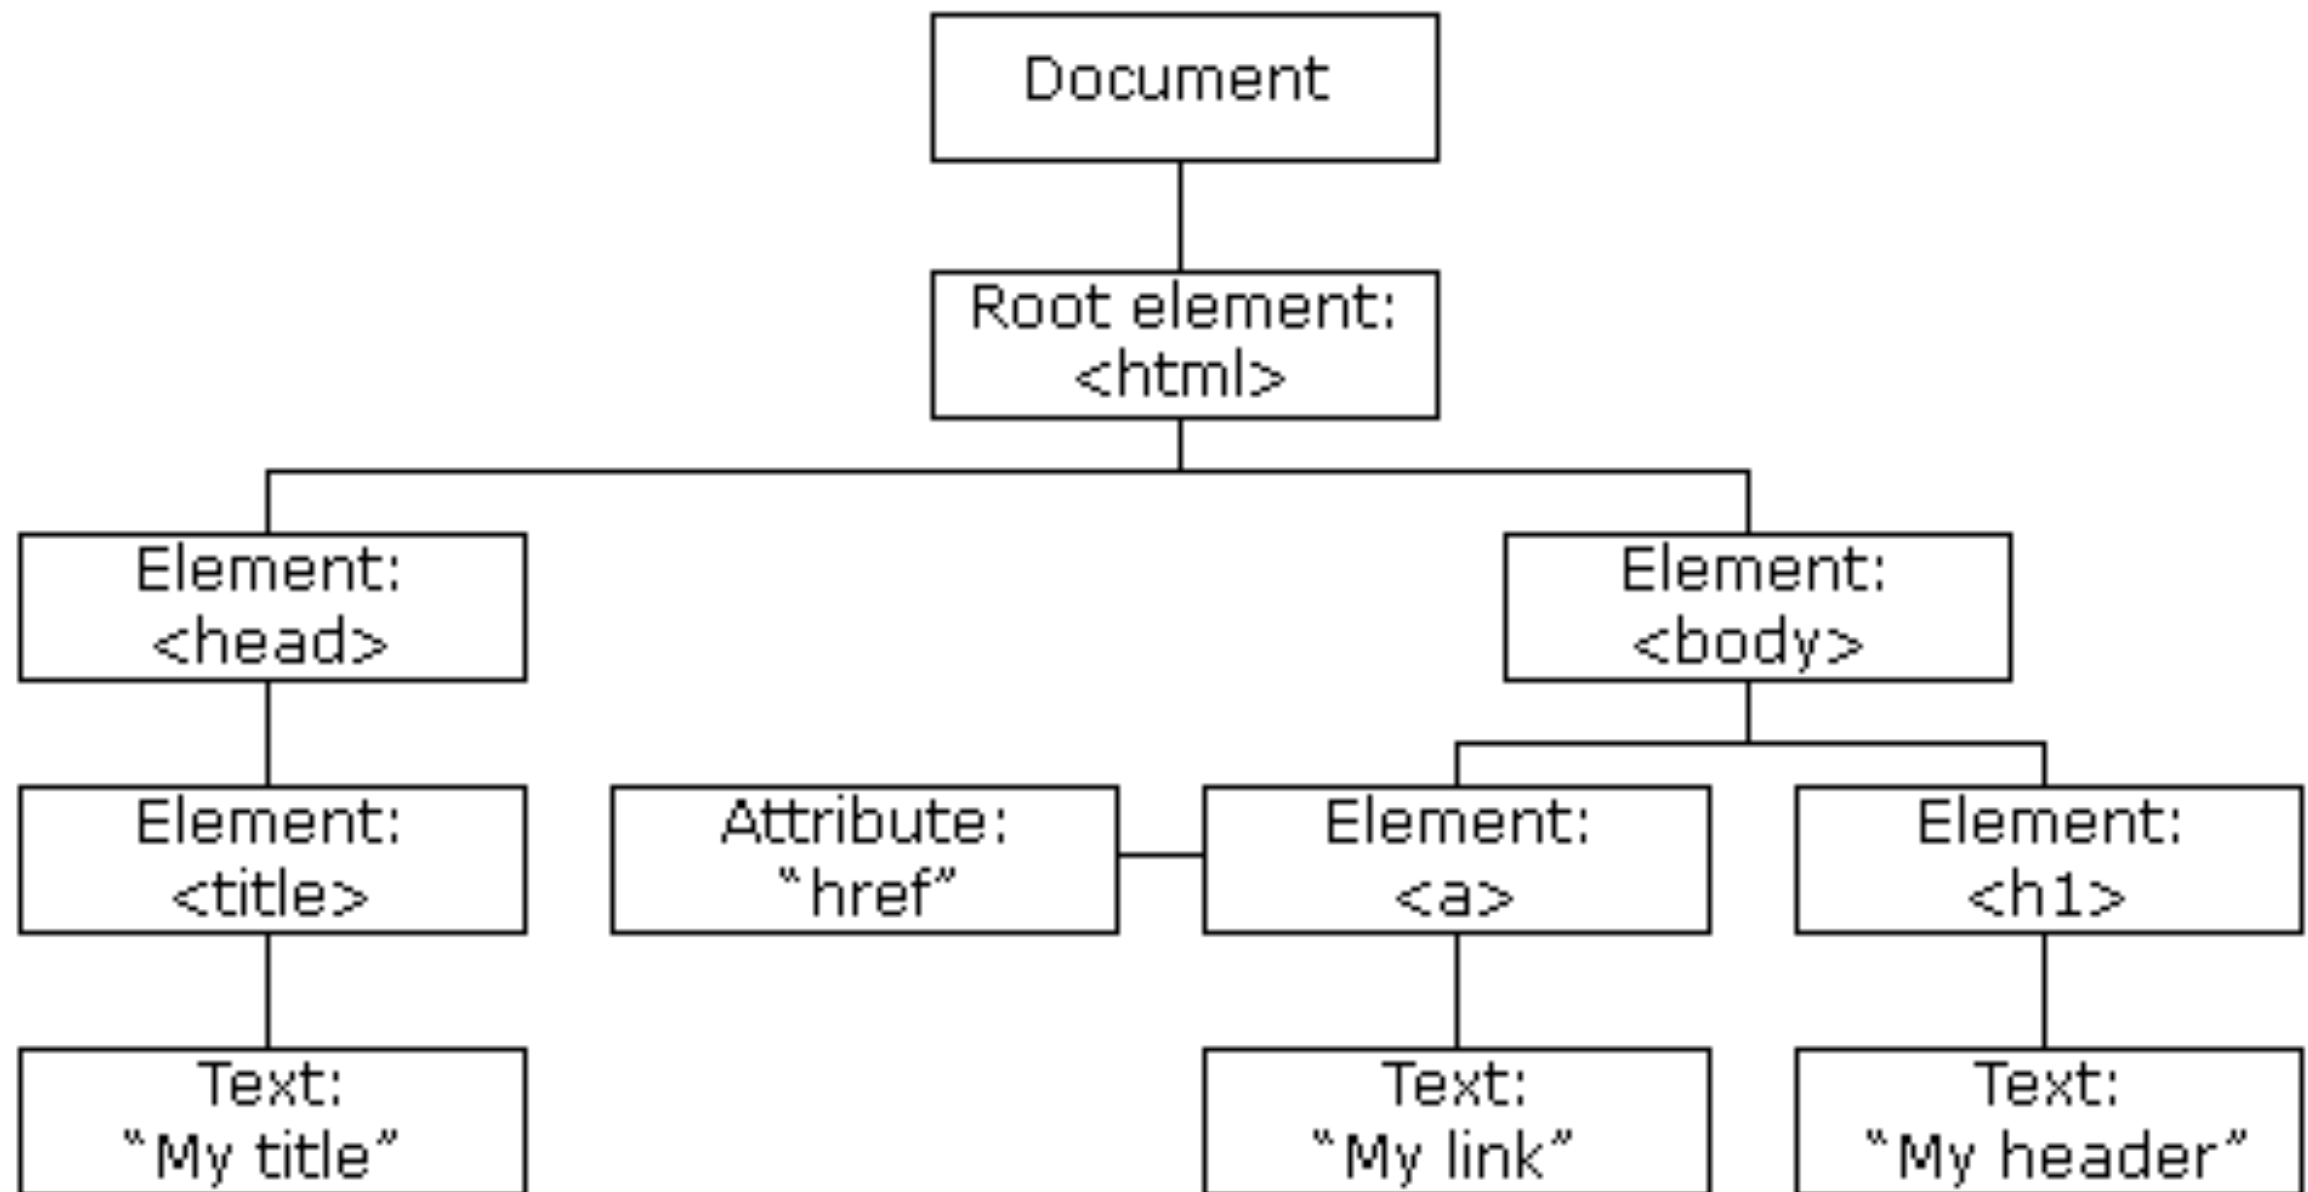 Document
Root element:
<html>
Element:
<head>
Element:
<body>
Element:
<title>
Attribute:
“href”
Element:
<a>
Element:
<h1>
Text:
“My title”
Text:
“My link”
Text:
“My header”